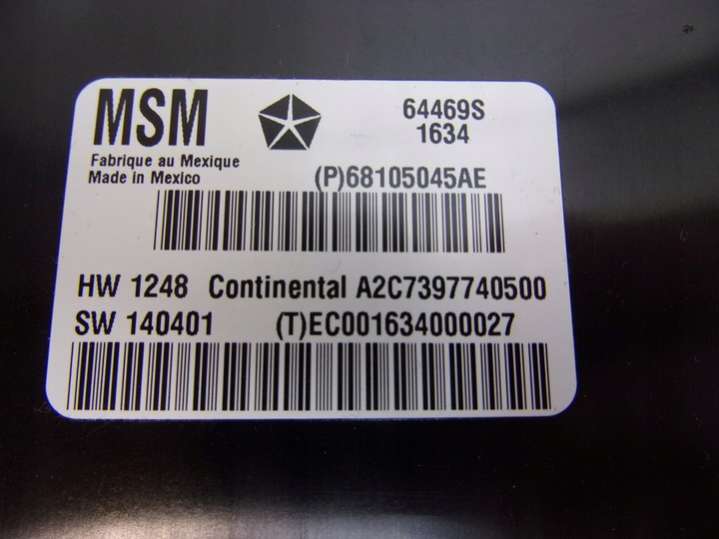 MSM
64469S
1634
Fabrique au Mexique
Made in Mexico
(P)68105045AE
HW 1248 Continental A2C7397740500
SW 140401 (T)EC001634000027